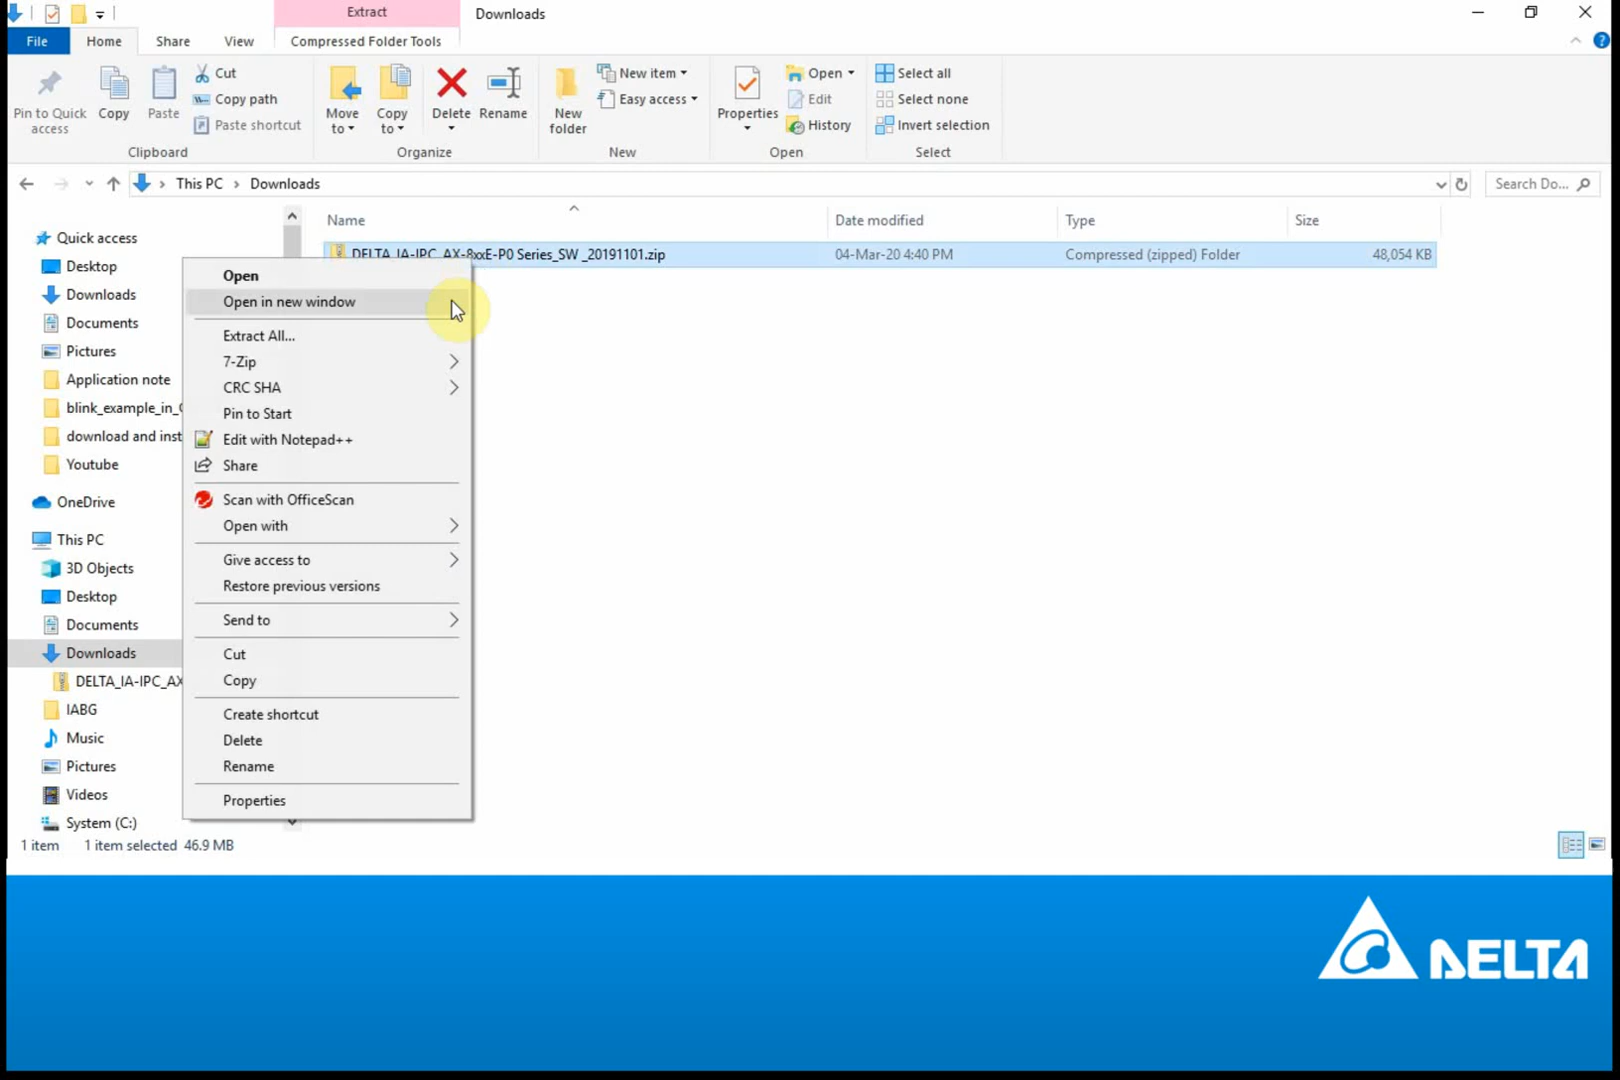 Extract
Downloads
File
Home
Share
View
Compressed Folder Tools
Pin to Quick access
Copy
Paste
Cut
Copy path
Paste shortcut
Clipboard
Move to
Copy to
Delete
Rename
Organize
New folder
New item
Easy access
New
Properties
Open
Edit
History
Open
Select all
Select none
Invert selection
Select
This PC
Downloads
Search Do...
Name
Date modified
Type
Size
DELTA_IA-IPC_AX-8xxE-P0 Series_SW _20191101.zip
04-Mar-20 4:40 PM
Compressed (zipped) Folder
48,054 KB
Quick access
Desktop
Downloads
Documents
Pictures
Application note
blink_example_in_
download and inst
Youtube
OneDrive
This PC
3D Objects
Desktop
Documents
Downloads
DELTA_IA-IPC_AX
IABG
Music
Pictures
Videos
System (C:)
Open
Open in new window
Extract All...
7-Zip
CRC SHA
Pin to Start
Edit with Notepad++
Share
Scan with OfficeScan
Open with
Give access to
Restore previous versions
Send to
Cut
Copy
Create shortcut
Delete
Rename
Properties
1 item
1 item selected 46.9 MB
DELTA